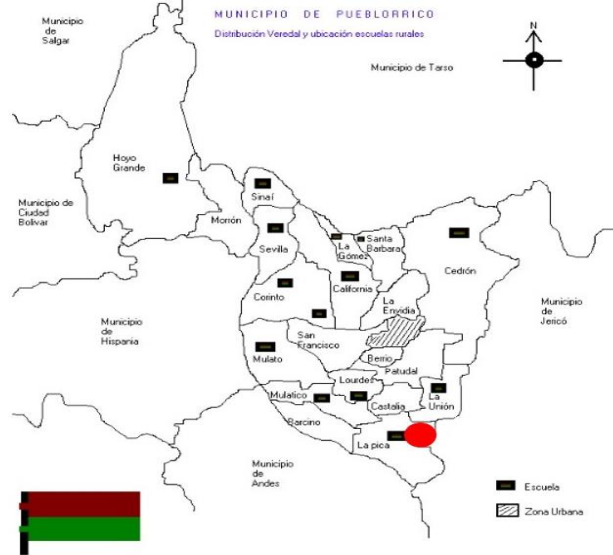 MUNICIPIO DE PUEBLORRICO
Distribución Veredal y ubicación escuelas rurales
Municipio
de
Salgar
N
Municipio de Tarso
Hoyo
Grande
Sinaí
Municipio de
Ciudad
Bolivar
Morrón
Sevilla
La
Gómez
Santa
Barbara
Cedrón
California
Corinto
La
Envidia
Municipio
de
Jericó
Municipio
de
Hispania
San
Francisco
Mulato
Berrio
Patudal
Lourdes
Mulatico
Castalia
La
Unión
Barcino
La pica
Municipio
de
Andes
Escuela
Zona Urbana